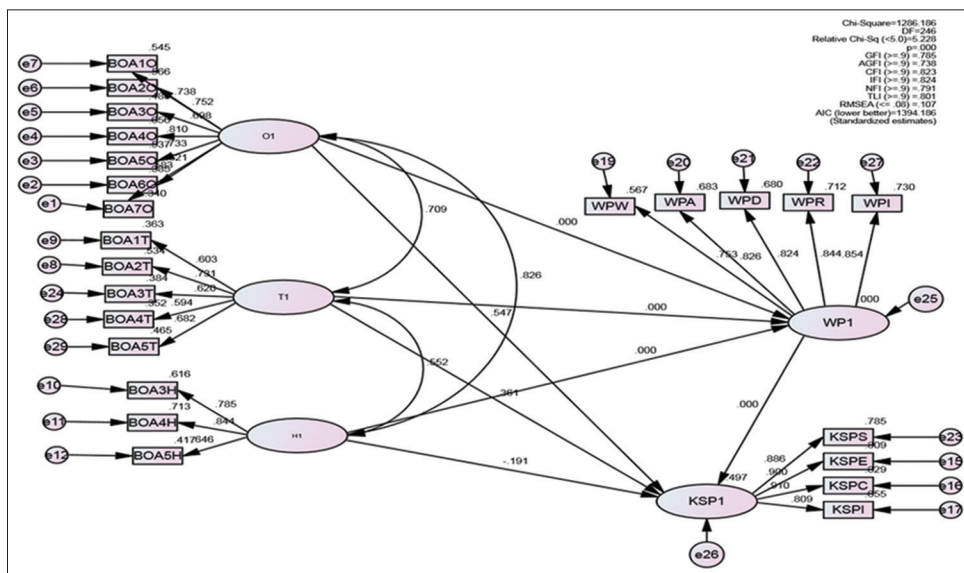 Chi-Square=1286.186
DF=246
Relative Chi-Sq (<5.0)=5.228
p=.000
GFI (>=.9) =.785
AGFI (>=.9) =.738
CFI (>=.9) =.823
IFI (>=.9) =.824
NFI (>=.9) =.791
TLI (>=.9) =.801
RMSEA (<= .08) =.107
AIC (lower better)=1394.186
(Standardized estimates)
.545
e7 BOA1O
e6 BOA2O .738 .752
e5 BOA3O .698
e4 BOA4O .810
e3 BOA5O .733
e2 BOA6O
.340
e1 BOA7O
O1
.363
e9 BOA1T
.534
e8 BOA2T .603
.731
.384
e24 BOA3T .620
.352
e28 BOA4T .594
.682
.465
e29 BOA5T
T1
.616
e10 BOA3H
.785
.713
e11 BOA4H .844
.417 .646
e12 BOA5H
H1
.709
.826
.552
.547
.361
-.191
.000
.000
.000
.000
e19 e20 e21 e22 e27
.567 .683 .680 .712 .730
WPW WPA WPD WPR WPI
.753 .826 .824 .844 .854
.000
WP1
e25
.785
KSPS e23
.886
KSPE e15
.900
KSPC e16
.910
KSPI e17
.809
.497
KSP1
e26